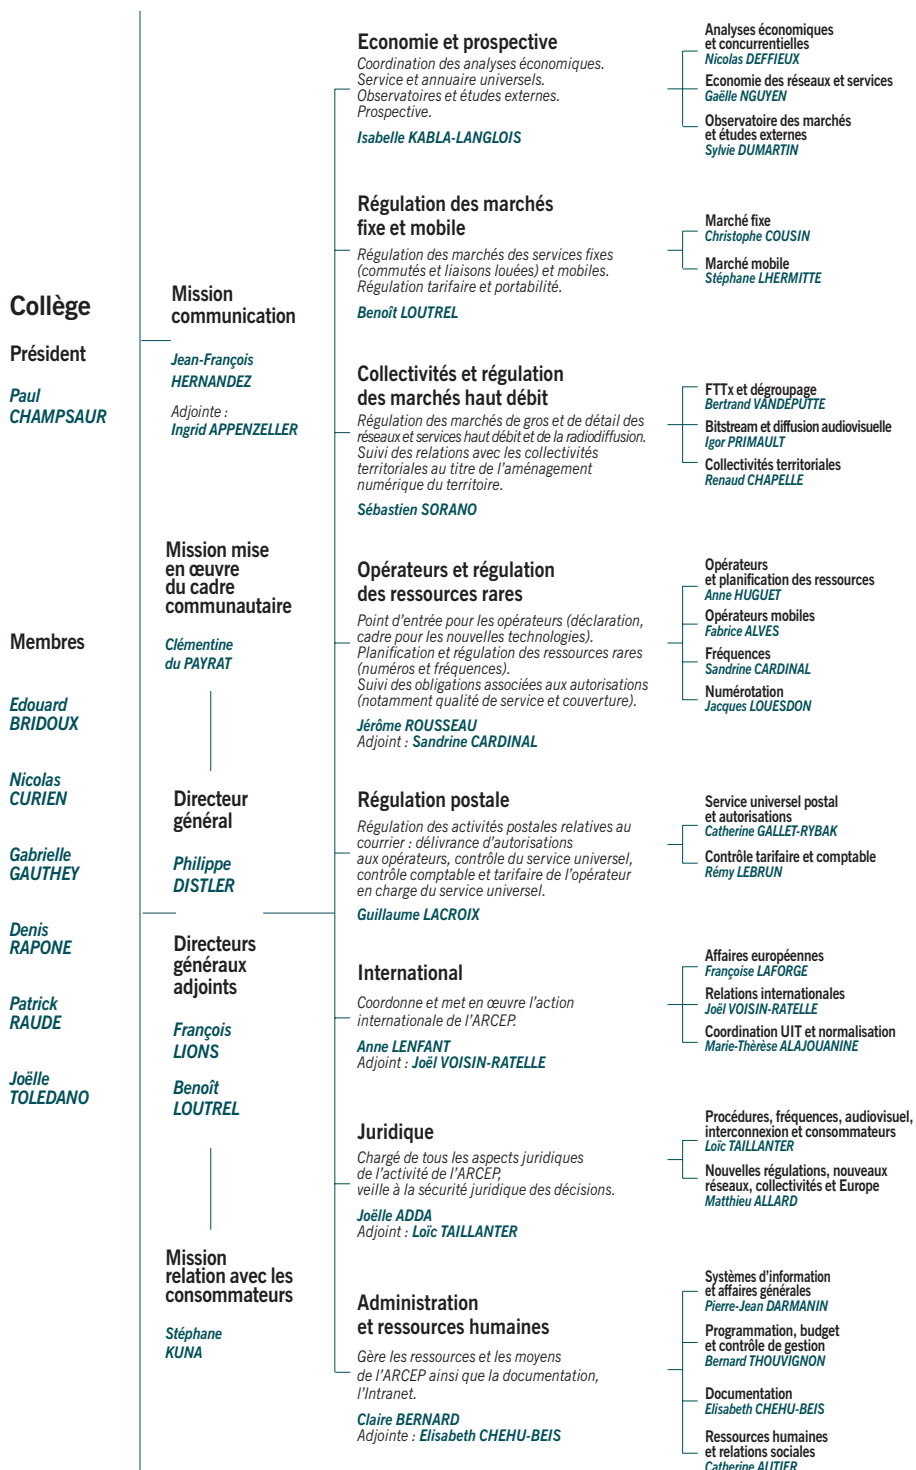 Collège
Président
Paul
CHAMPSAUR
Membres
Edouard
BRIDOUX
Nicolas
CURIEN
Gabrielle
GAUTHEY
Denis
RAPONE
Patrick
RAUDE
Joëlle
TOLEDANO
Mission
communication
Jean-François
HERNANDEZ
Adjointe :
Ingrid APPENZELLER
Mission mise
en œuvre
du cadre
communautaire
Clémentine
du PAYRAT
Directeur
général
Philippe
DISTLER
Directeurs
généraux
adjoints
François
LIONS
Benoît
LOUTREL
Mission
relation avec les
consommateurs
Stéphane
KUNA
Economie et prospective
Coordination des analyses économiques.
Service et annuaire universels.
Observatoires et études externes.
Prospective.
Isabelle KABLA-LANGLOIS
Analyses économiques
et concurrentielles
Nicolas DEFFIEUX
Economie des réseaux et services
Gaëlle NGUYEN
Observatoire des marchés
et études externes
Sylvie DUMARTIN
Régulation des marchés
fixe et mobile
Régulation des marchés des services fixes
(commutés et liaisons louées) et mobiles.
Régulation tarifaire et portabilité.
Benoît LOUTREL
Marché fixe
Christophe COUSIN
Marché mobile
Stéphane LHERMITTE
Collectivités et régulation
des marchés haut débit
Régulation des marchés de gros et de détail des
réseaux et services haut débit et de la radiodiffusion.
Suivi des relations avec les collectivités
territoriales au titre de l'aménagement
numérique du territoire.
Sébastien SORANO
FTTx et dégroupage
Bertrand VANDEPUTTE
Bitstream et diffusion audiovisuelle
Igor PRIMAULT
Collectivités territoriales
Renaud CHAPELLE
Opérateurs et régulation
des ressources rares
Point d'entrée pour les opérateurs (déclaration,
cadre pour les nouvelles technologies).
Planification et régulation des ressources rares
(numéros et fréquences).
Suivi des obligations associées aux autorisations
(notamment qualité de service et couverture).
Jérôme ROUSSEAU
Adjoint : Sandrine CARDINAL
Opérateurs
et planification des ressources
Anne HUGUET
Opérateurs mobiles
Fabrice ALVES
Fréquences
Sandrine CARDINAL
Numérotation
Jacques LOUESDON
Régulation postale
Régulation des activités postales relatives au
courrier : délivrance d'autorisations
aux opérateurs, contrôle du service universel,
contrôle comptable et tarifaire de l'opérateur
en charge du service universel.
Guillaume LACROIX
Service universel postal
et autorisations
Catherine GALLET-RYBAK
Contrôle tarifaire et comptable
Rémy LEBRUN
International
Coordonne et met en œuvre l'action
internationale de l'ARCEP.
Anne LENFANT
Adjoint : Joël VOISIN-RATELLE
Affaires européennes
Françoise LAFORGE
Relations internationales
Joël VOISIN-RATELLE
Coordination UIT et normalisation
Marie-Thèrèse ALAJOUANINE
Juridique
Chargé de tous les aspects juridiques
de l'activité de l'ARCEP,
veille à la sécurité juridique des décisions.
Joëlle ADDA
Adjoint : Loïc TAILLANTER
Procédures, fréquences, audiovisuel,
interconnexion et consommateurs
Loïc TAILLANTER
Nouvelles régulations, nouveaux
réseaux, collectivités et Europe
Matthieu ALLARD
Administration
et ressources humaines
Gère les ressources et les moyens
de l'ARCEP ainsi que la documentation,
l'Intranet.
Claire BERNARD
Adjointe : Elisabeth CHEHU-BEIS
Systèmes d'information
et affaires générales
Pierre-Jean DARMANIN
Programmation, budget
et contrôle de gestion
Bernard THOUVIGNON
Documentation
Elisabeth CHEHU-BEIS
Ressources humaines
et relations sociales
Catherine AUTIER